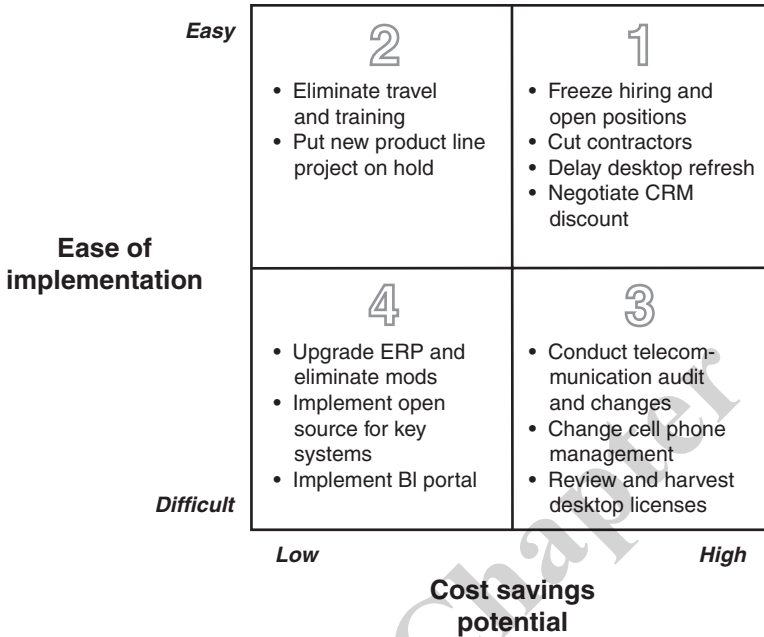 Easy
2
• Eliminate travel
and training
• Put new product line
project on hold
1
• Freeze hiring and
open positions
• Cut contractors
• Delay desktop refresh
• Negotiate CRM
discount
Ease of
implementation
4
• Upgrade ERP and
eliminate mods
• Implement open
source for key
systems
• Implement BI portal
3
• Conduct telecom-
munication audit
and changes
• Change cell phone
management
• Review and harvest
desktop licenses
Difficult
Low
High
Cost savings
potential
Chapter